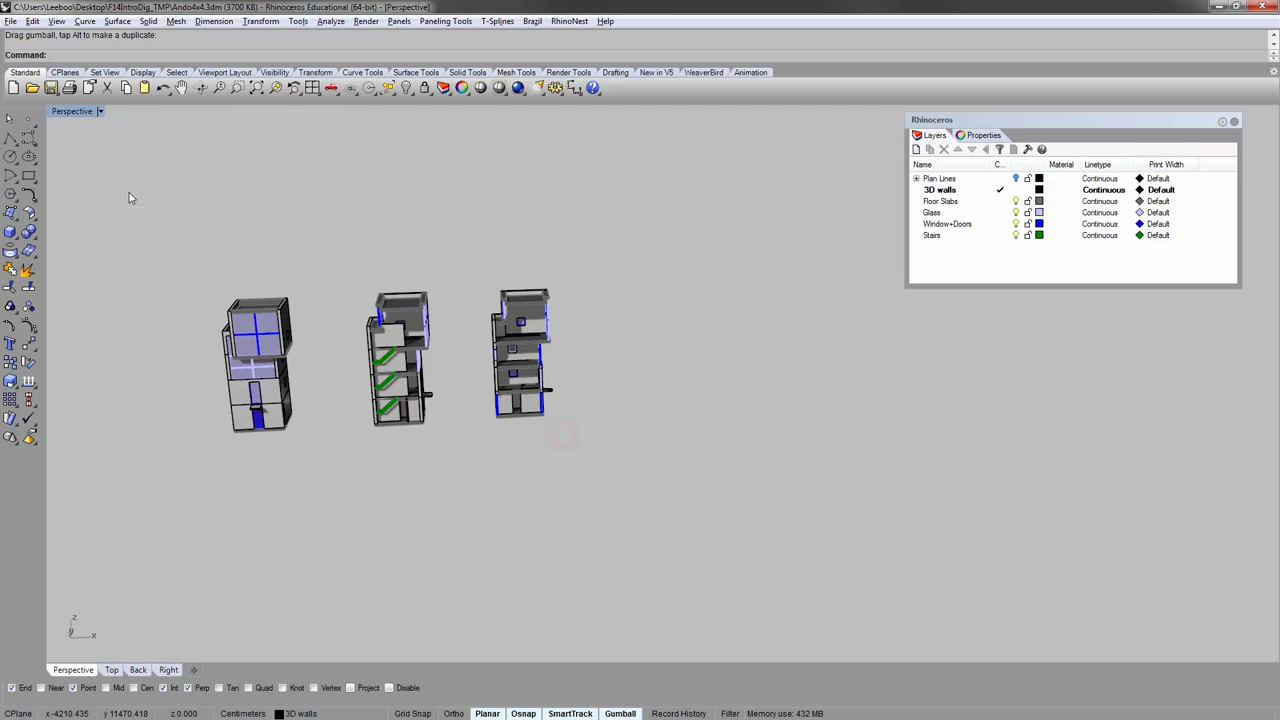 C:\Users\Leeboo\Desktop\F14IntroDig_TMP\Ando4x4.3dm (3700 KB) - Rhinoceros Educational (64-bit) - [Perspective]
File Edit View Curve Surface Solid Mesh Dimension Transform Tools Analyze Render Panels Paneling Tools T-Splines Brazil RhinoNest Help
Drag gumball, tap Alt to make a duplicate:
Command:
Standard CPlanes Set View Display Select Viewport Layout Visibility Transform Curve Tools Surface Tools Solid Tools Mesh Tools Render Tools Drafting New in V5 WeaverBird Animation
Perspective
Rhinoceros
Layers Properties
Name C... Material Linetype Print Width
Plan Lines Continuous Default
3D walls Continuous Default
Floor Slabs Continuous Default
Glass Continuous Default
Window+Doors Continuous Default
Stairs Continuous Default
z
y x
Perspective Top Back Right
End Near Point Mid Cen Int Perp Tan Quad Knot Vertex Project Disable
CPlane x -4210.435 y 11470.418 z 0.000 Centimeters 3D walls Grid Snap Ortho Planar Osnap SmartTrack Gumball Record History Filter Memory use: 432 MB